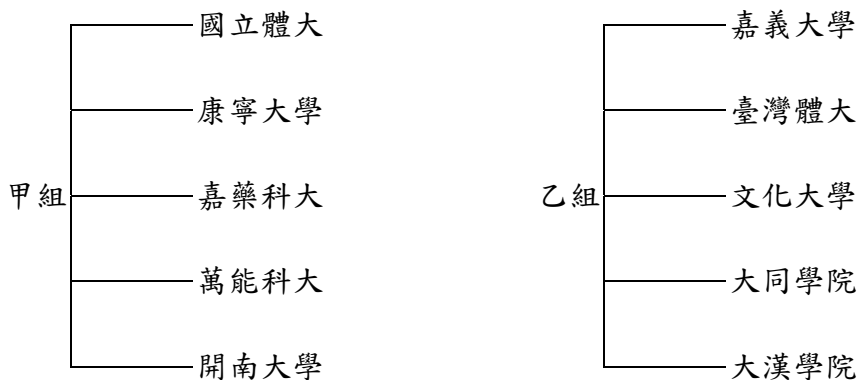 國立體大
康寧大學
甲組
嘉藥科大
萬能科大
開南大學
嘉義大學
臺灣體大
乙組
文化大學
大同學院
大漢學院